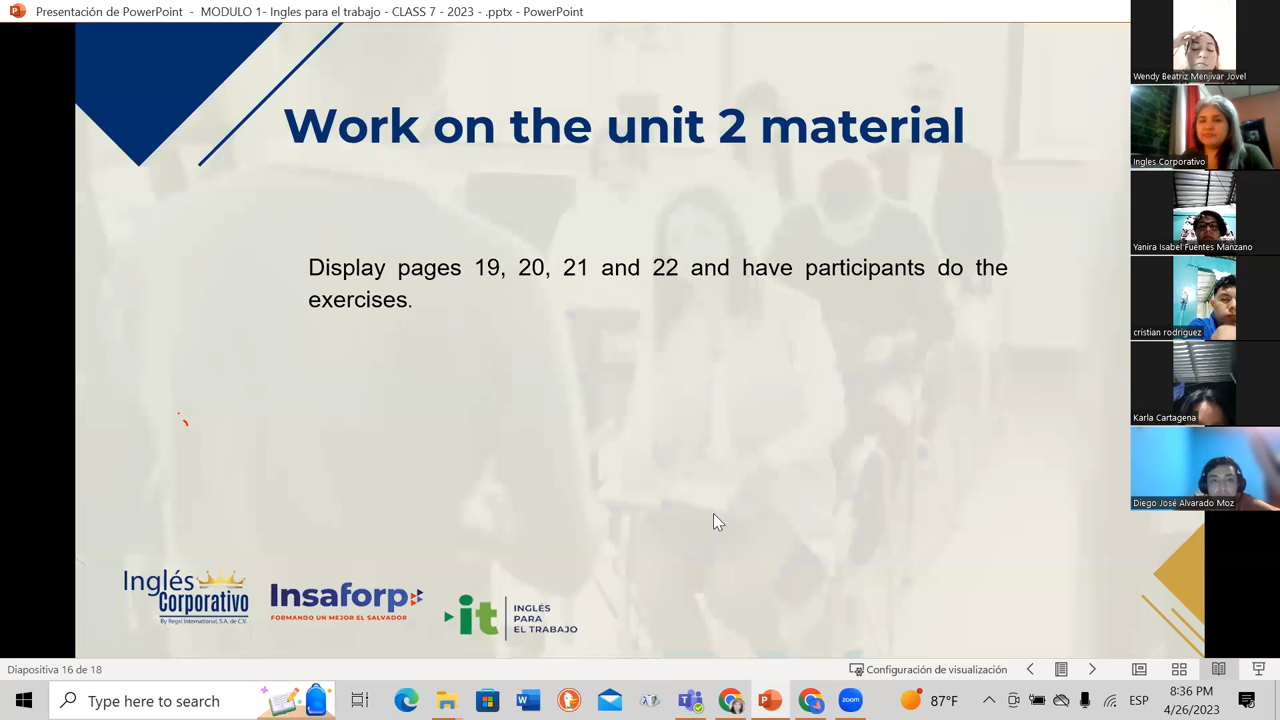 Presentación de PowerPoint - MODULO 1- Ingles para el trabajo - CLASS 7 - 2023 - .pptx - PowerPoint
Work on the unit 2 material
Display pages 19, 20, 21 and 22 and have participants do the
exercises.
Inglés
Corporativo
By Regal International, S.A. de C.V.
Insaforp
FORMANDO UN MEJOR EL SALVADOR
it
INGLÉS
PARA
EL TRABAJO
Wendy Beatriz Menjivar Jovel
Ingles Corporativo
Yanira Isabel Fuentes Manzano
cristian rodriguez
Karla Cartagena
Diego José Alvarado Moz
Diapositiva 16 de 18
Configuración de visualización
Type here to search
zoom
87°F
ESP
8:36 PM
4/26/2023